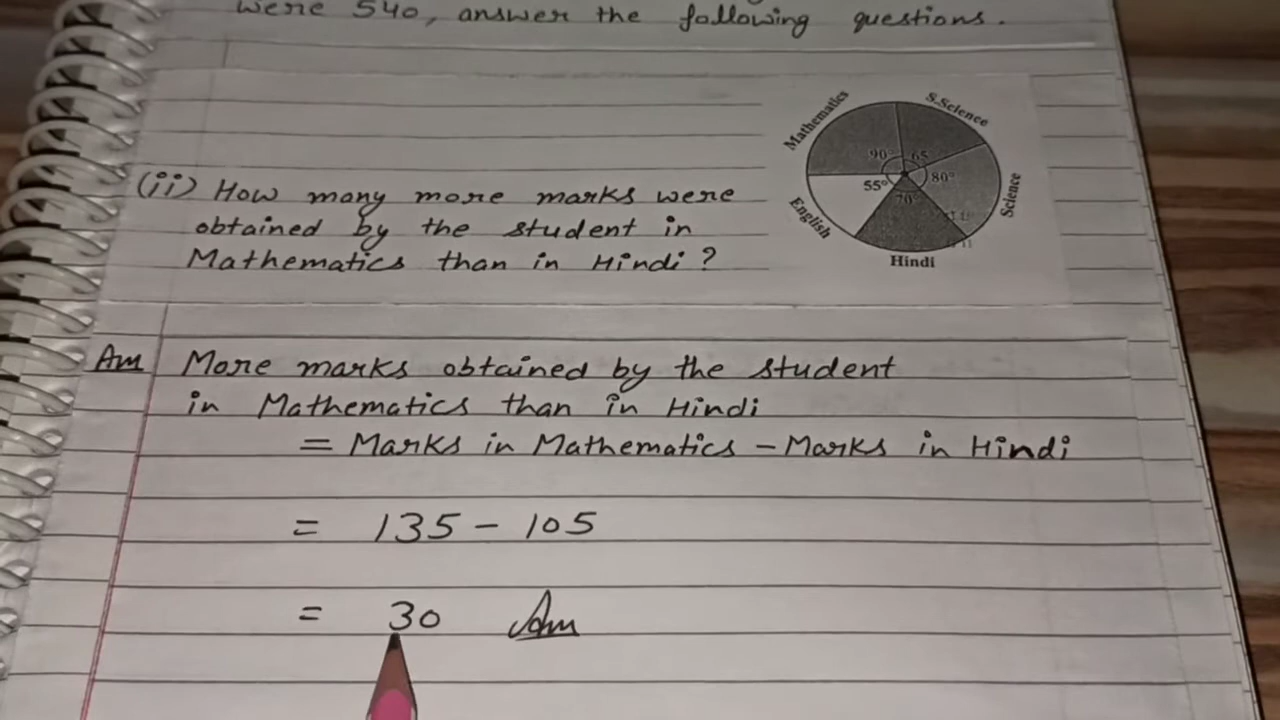 were 540, answer the following questions.
(ii) How many more marks were
obtained by the student in
Mathematics than in Hindi?
Mathematics
S.Science
90°
65°
80°
55°
70°
Science
English
Hindi
Ans More marks obtained by the student
in Mathematics than in Hindi
= Marks in Mathematics - Marks in Hindi
= 135 - 105
= 30 Ans